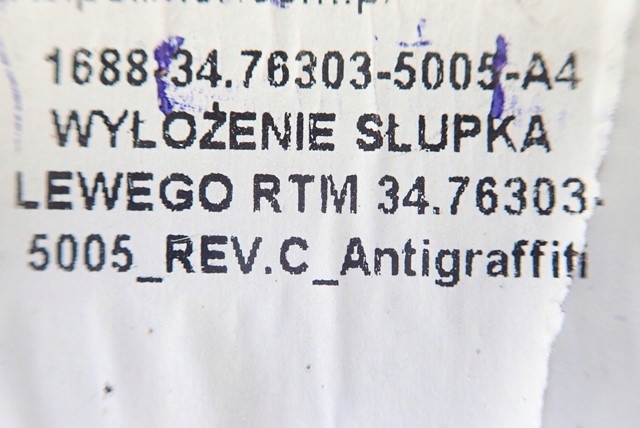 1688-34.76303-5005-A4
WYŁOŻENIE SŁUPKA
LEWEGO RTM 34.76303-
5005_REV.C_Antigraffiti